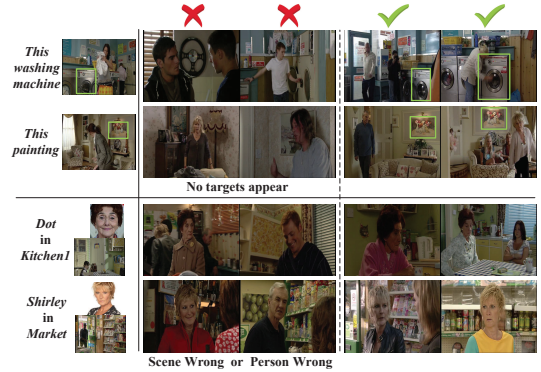 This
washing
machine
This
painting
No targets appear
Dot
in
Kitchen1
Shirley
in
Market
Scene Wrong or Person Wrong